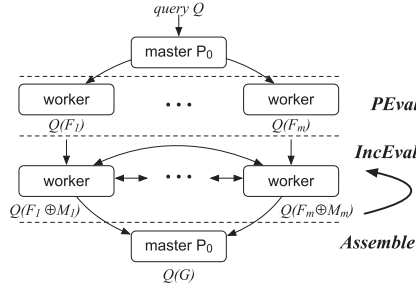 query Q
master P0
worker • • • worker
Q(F1) Q(Fm)
PEval
IncEval
worker • • • worker
Q(F1 ⊕M1) Q(Fm⊕Mm)
Assemble
master P0
Q(G)